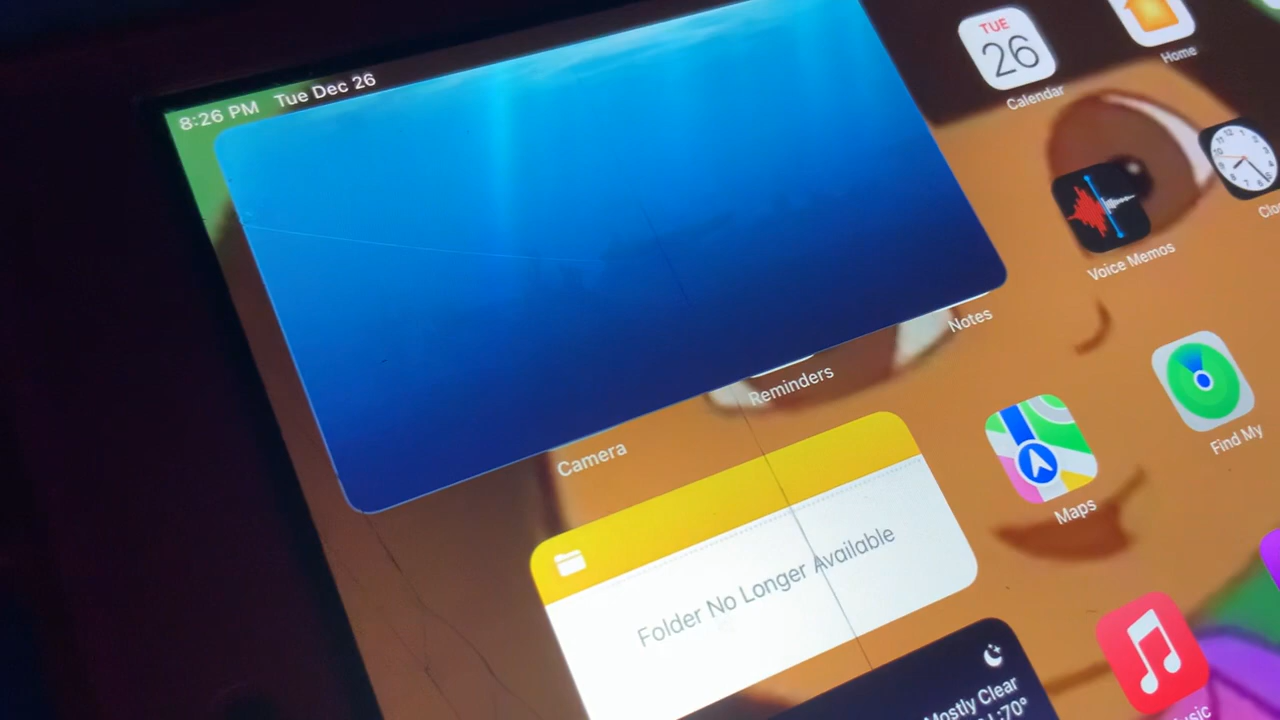 8:26 PM Tue Dec 26
TUE
26
Calendar
Home
Voice Memos
Notes
Reminders
Camera
Find My
Maps
Folder No Longer Available
Mostly Clear
L:70°